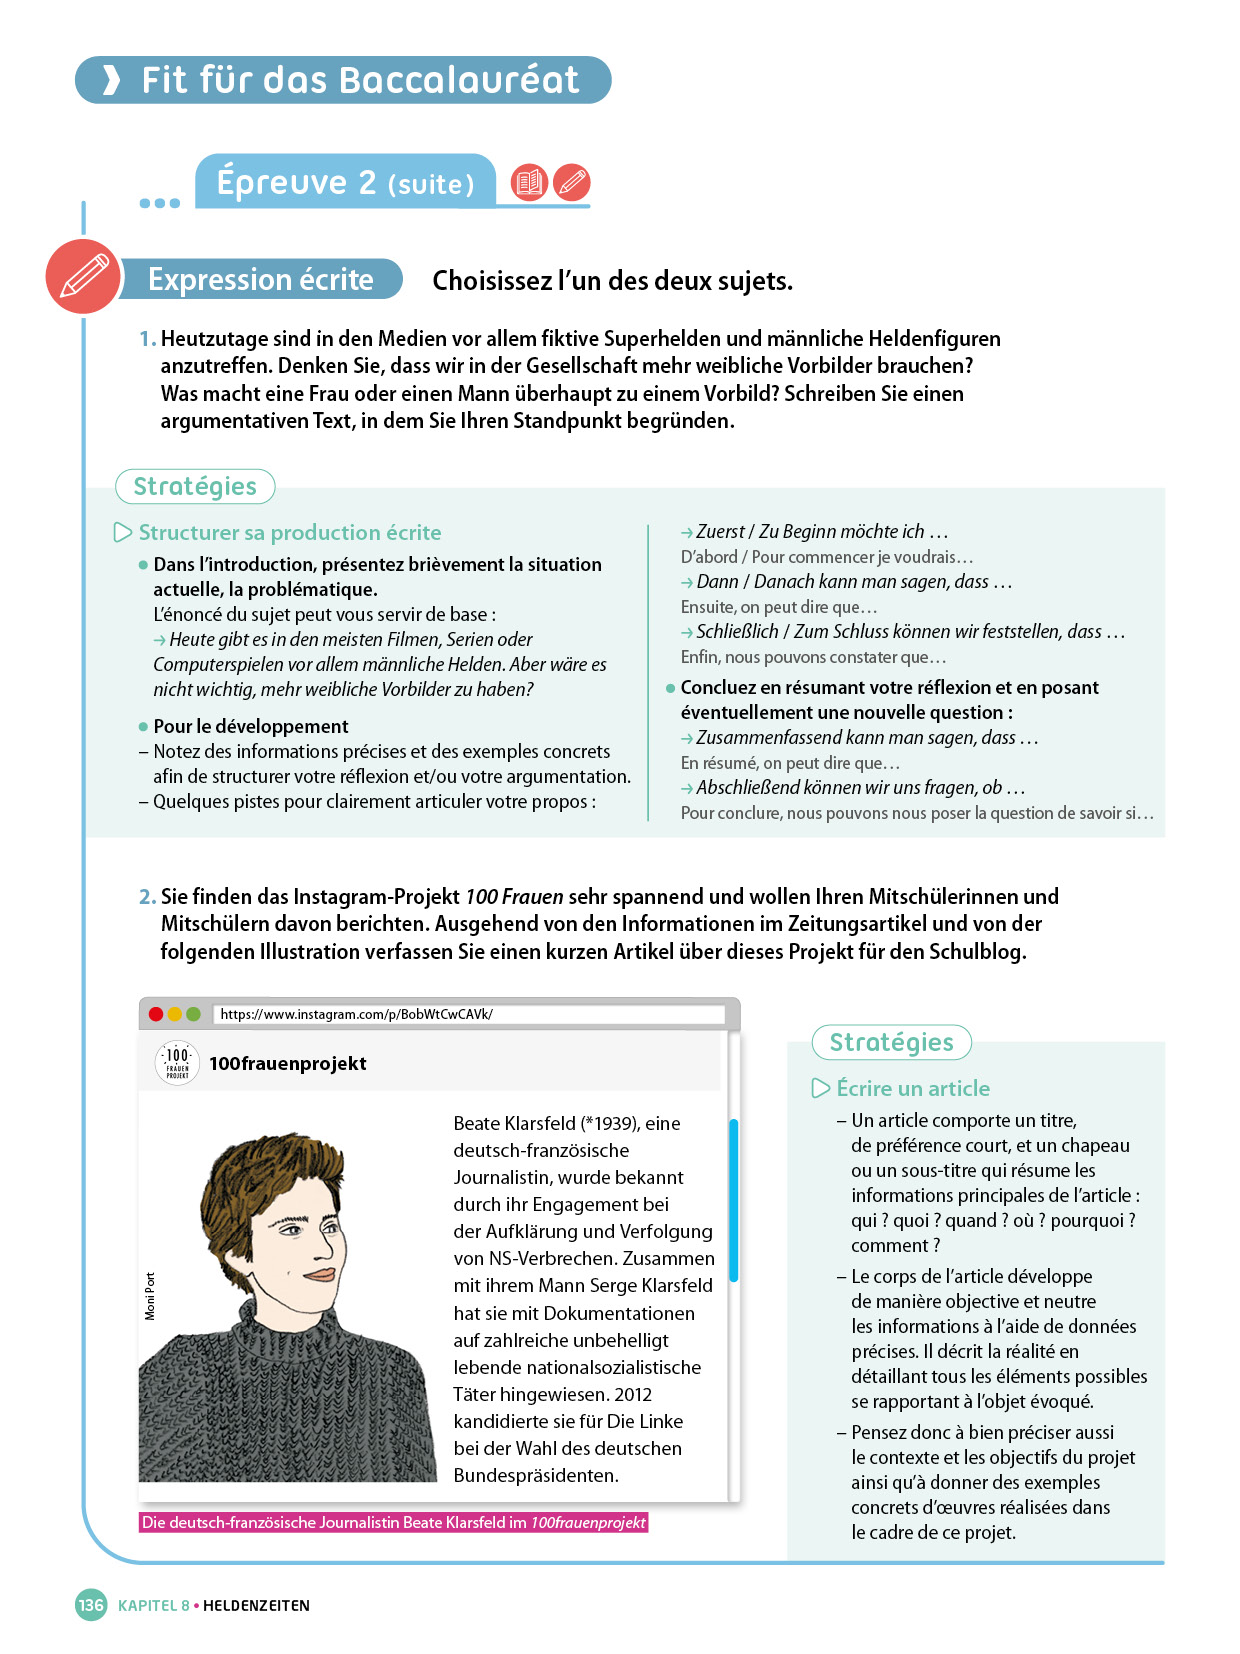 Fit für das Baccalauréat
... Épreuve 2 (suite)
Expression écrite
Choisissez l'un des deux sujets.
1. Heutzutage sind in den Medien vor allem fiktive Superhelden und männliche Heldenfiguren
anzutreffen. Denken Sie, dass wir in der Gesellschaft mehr weibliche Vorbilder brauchen?
Was macht eine Frau oder einen Mann überhaupt zu einem Vorbild? Schreiben Sie einen
argumentativen Text, in dem Sie Ihren Standpunkt begründen.
Stratégies
Structurer sa production écrite
• Dans l'introduction, présentez brièvement la situation
actuelle, la problématique.
L'énoncé du sujet peut vous servir de base :
→ Heute gibt es in den meisten Filmen, Serien oder
Computerspielen vor allem männliche Helden. Aber wäre es
nicht wichtig, mehr weibliche Vorbilder zu haben?
• Pour le développement
– Notez des informations précises et des exemples concrets
afin de structurer votre réflexion et/ou votre argumentation.
– Quelques pistes pour clairement articuler votre propos :
→ Zuerst / Zu Beginn möchte ich …
D'abord / Pour commencer je voudrais…
→ Dann / Danach kann man sagen, dass …
Ensuite, on peut dire que…
→ Schließlich / Zum Schluss können wir feststellen, dass …
Enfin, nous pouvons constater que…
• Concluez en résumant votre réflexion et en posant
éventuellement une nouvelle question :
→ Zusammenfassend kann man sagen, dass …
En résumé, on peut dire que…
→ Abschließend können wir uns fragen, ob …
Pour conclure, nous pouvons nous poser la question de savoir si…
2. Sie finden das Instagram-Projekt 100 Frauen sehr spannend und wollen Ihren Mitschülerinnen und
Mitschülern davon berichten. Ausgehend von den Informationen im Zeitungsartikel und von der
folgenden Illustration verfassen Sie einen kurzen Artikel über dieses Projekt für den Schulblog.
https://www.instagram.com/p/BobWtCwCAVk/
100
FRAUEN
PROJEKT
100frauenprojekt
Beate Klarsfeld (*1939), eine
deutsch-französische
Journalistin, wurde bekannt
durch ihr Engagement bei
der Aufklärung und Verfolgung
von NS-Verbrechen. Zusammen
mit ihrem Mann Serge Klarsfeld
hat sie mit Dokumentationen
auf zahlreiche unbehelligt
lebende nationalsozialistische
Täter hingewiesen. 2012
kandidierte sie für Die Linke
bei der Wahl des deutschen
Bundespräsidenten.
Moni Port
Die deutsch-französische Journalistin Beate Klarsfeld im 100frauenprojekt
Stratégies
Écrire un article
– Un article comporte un titre,
de préférence court, et un chapeau
ou un sous-titre qui résume les
informations principales de l'article :
qui ? quoi ? quand ? où ? pourquoi ?
comment ?
– Le corps de l'article développe
de manière objective et neutre
les informations à l'aide de données
précises. Il décrit la réalité en
détaillant tous les éléments possibles
se rapportant à l'objet évoqué.
– Pensez donc à bien préciser aussi
le contexte et les objectifs du projet
ainsi qu'à donner des exemples
concrets d'œuvres réalisées dans
le cadre de ce projet.
136 KAPITEL 8 • HELDENZEITEN